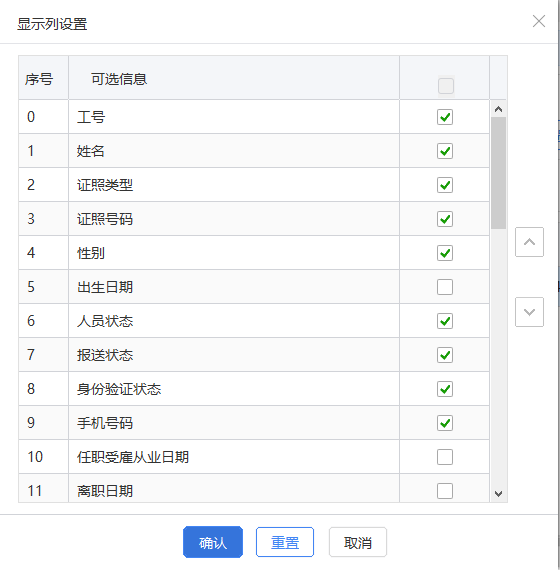 显示列设置
序号 可选信息
0 工号
1 姓名
2 证照类型
3 证照号码
4 性别
5 出生日期
6 人员状态
7 报送状态
8 身份验证状态
9 手机号码
10 任职受雇从业日期
11 离职日期
确认 重置 取消